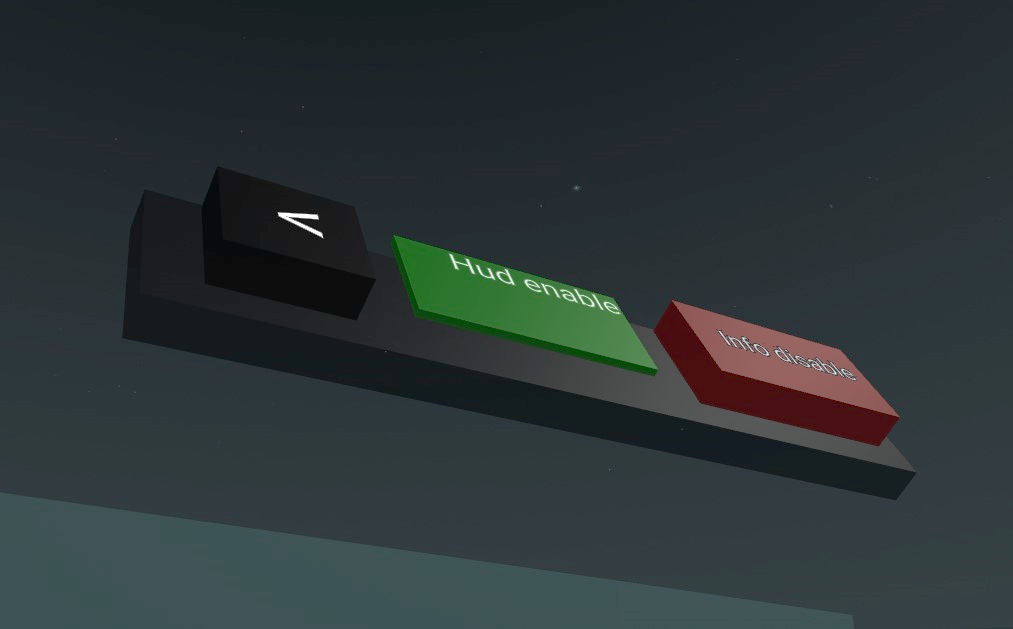 <
Hud enable
Info disable